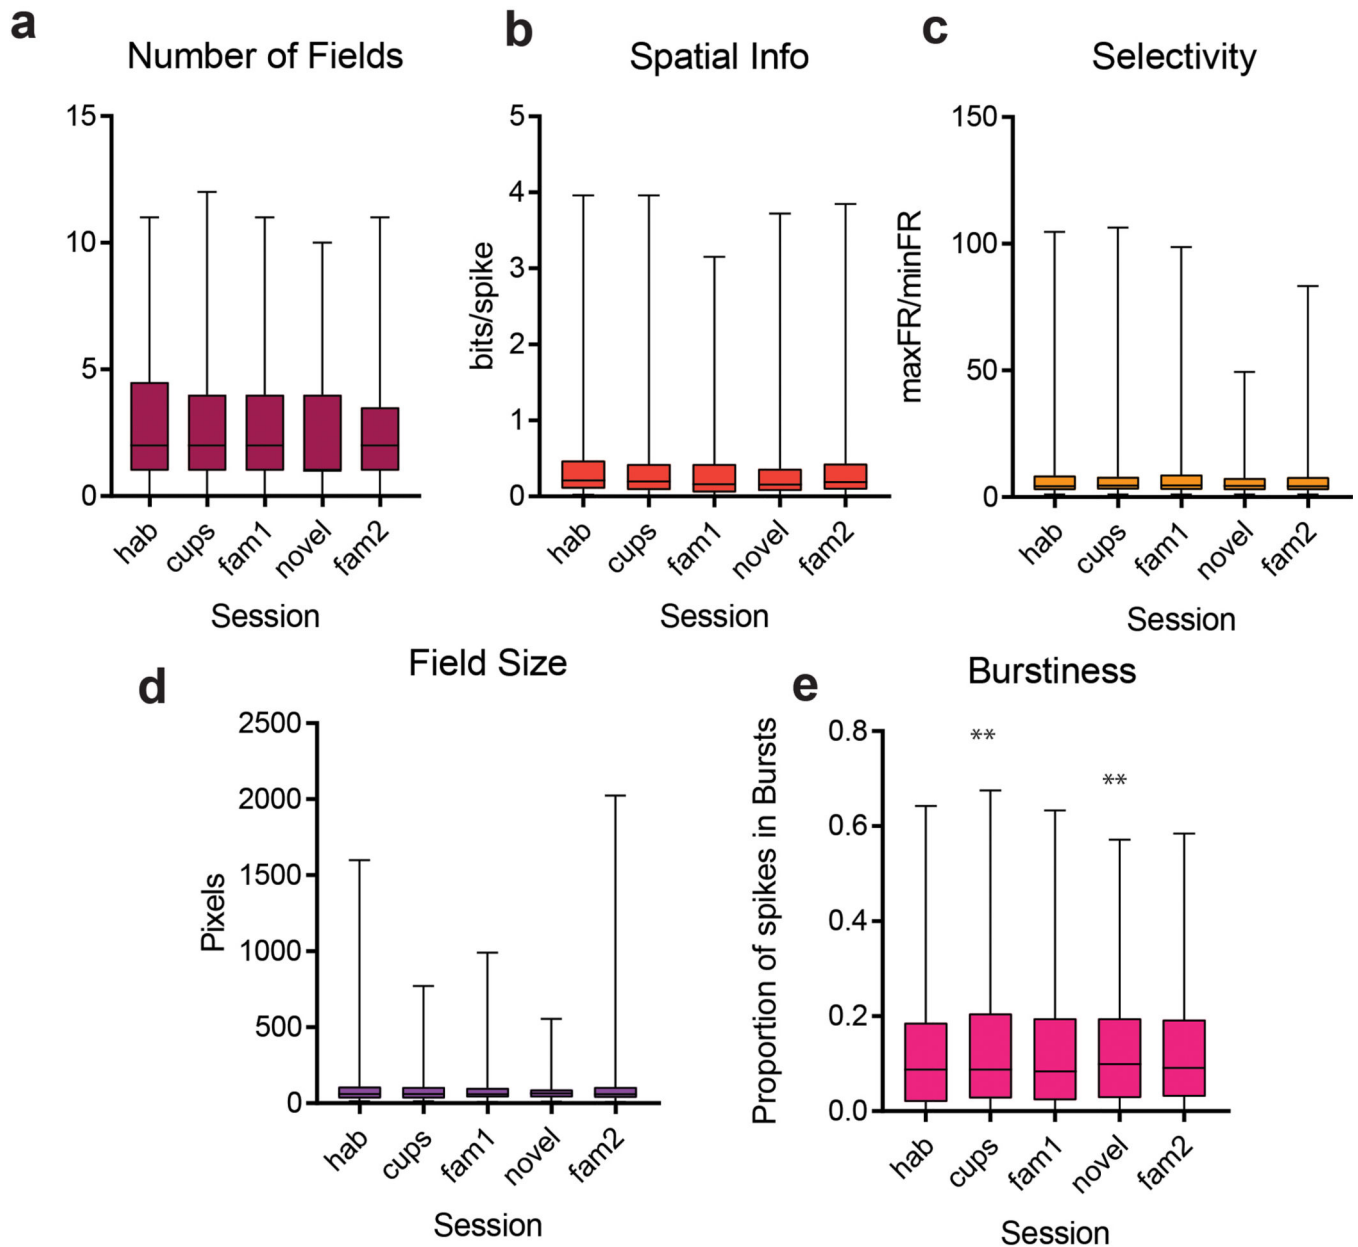 a
Number of Fields
15
10
5
0
hab
cups
fam1
novel
fam2
Session
b
Spatial Info
bits/spike
5
4
3
2
1
0
hab
cups
fam1
novel
fam2
Session
c
Selectivity
maxFR/minFR
150
100
50
0
hab
cups
fam1
novel
fam2
Session
d
Field Size
Pixels
2500
2000
1500
1000
500
0
hab
cups
fam1
novel
fam2
Session
e
Burstiness
Proportion of spikes in Bursts
0.8
0.6
0.4
0.2
0.0
**
**
hab
cups
fam1
novel
fam2
Session